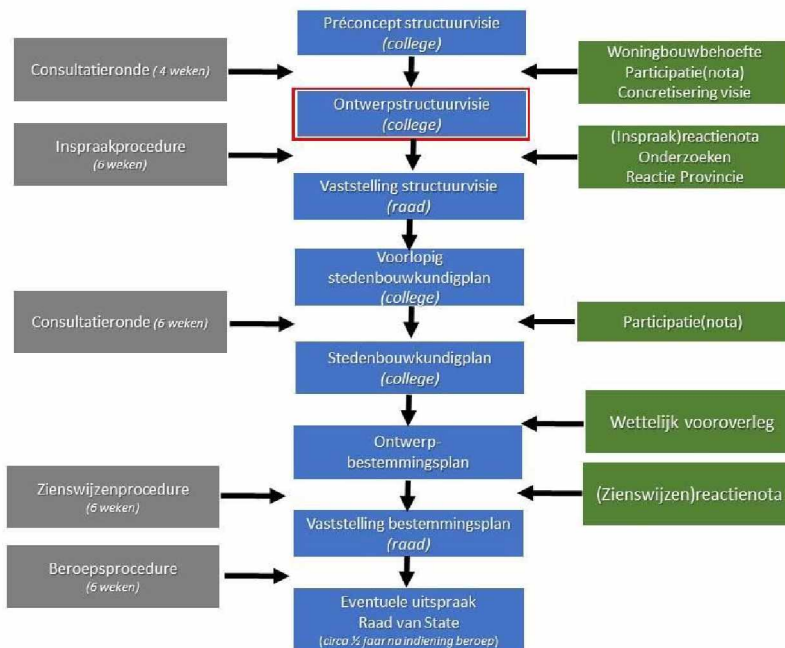 Préconcept structuurvisie
(college)
Consultatieronde (4 weken)
Woningbouwbehoefte
Participatie(nota)
Concretisering visie
Ontwerpstructuurvisie
(college)
Inspraakprocedure
(6 weken)
(Inspraak)reactienota
Onderzoeken
Reactie Provincie
Vaststelling structuurvisie
(raad)
Voorlopig
stedenbouwkundigplan
(college)
Consultatieronde (6 weken)
Participatie(nota)
Stedenbouwkundigplan
(college)
Wettelijk vooroverleg
Ontwerp-
bestemmingsplan
Zienswijzenprocedure
(6 weken)
(Zienswijzen)reactienota
Vaststelling bestemmingsplan
(raad)
Beroepsprocedure
(6 weken)
Eventuele uitspraak
Raad van State
(circa ½ jaar na indiening beroep)